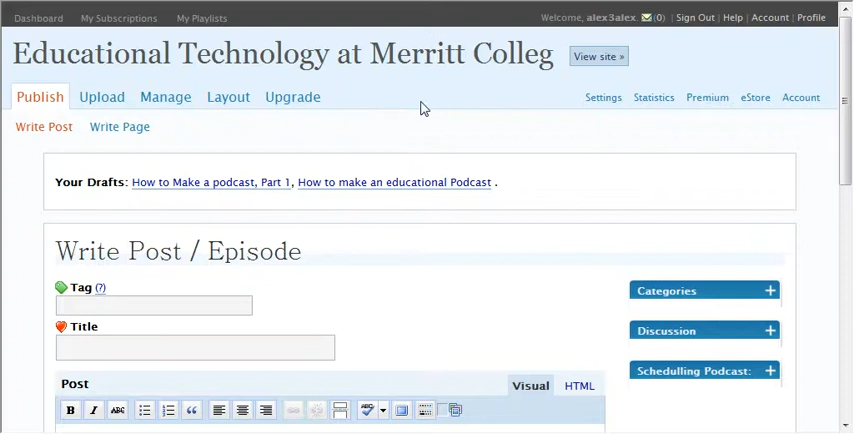 Dashboard My Subscriptions My Playlists Welcome, alex3alex. (0) | Sign Out | Help | Account | Profile
Educational Technology at Merritt Colleg View site »
Publish Upload Manage Layout Upgrade Settings Statistics Premium eStore Account
Write Post Write Page
Your Drafts: How to Make a podcast, Part 1, How to make an educational Podcast .
Write Post / Episode
Tag (?)
Categories +
Title
Discussion +
Schedulling Podcast: +
Post Visual HTML
B I ABC ABC